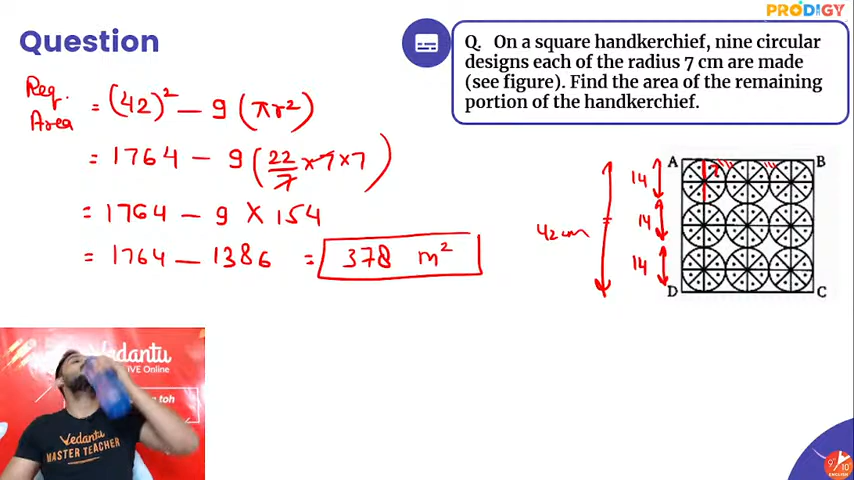 PRODIGY
Question
Q. On a square handkerchief, nine circular
designs each of the radius 7 cm are made
(see figure). Find the area of the remaining
portion of the handkerchief.
Req.
Area
= (42)² – 9 (πr²)
= 1764 – 9 (22/7 × 7 × 7)
= 1764 – 9 × 154
= 1764 – 1386 = 378 m²
A B
7
14
14
42 cm
14
D C
Vedantu
LIVE Online
toh
Vedantu
MASTER TEACHER
9 10